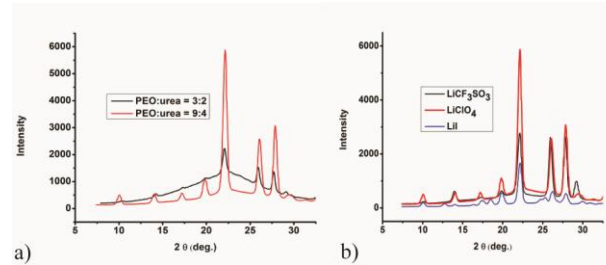 6000
5000
4000
3000
2000
1000
0
Intensity
PEO:urea = 3:2
PEO:urea = 9:4
5 10 15 20 25 30
2 θ (deg.)
a)
6000
4000
2000
0
Intensity
LiCF₃SO₃
LiClO₄
LiI
5 10 15 20 25 30
2 θ (deg.)
b)